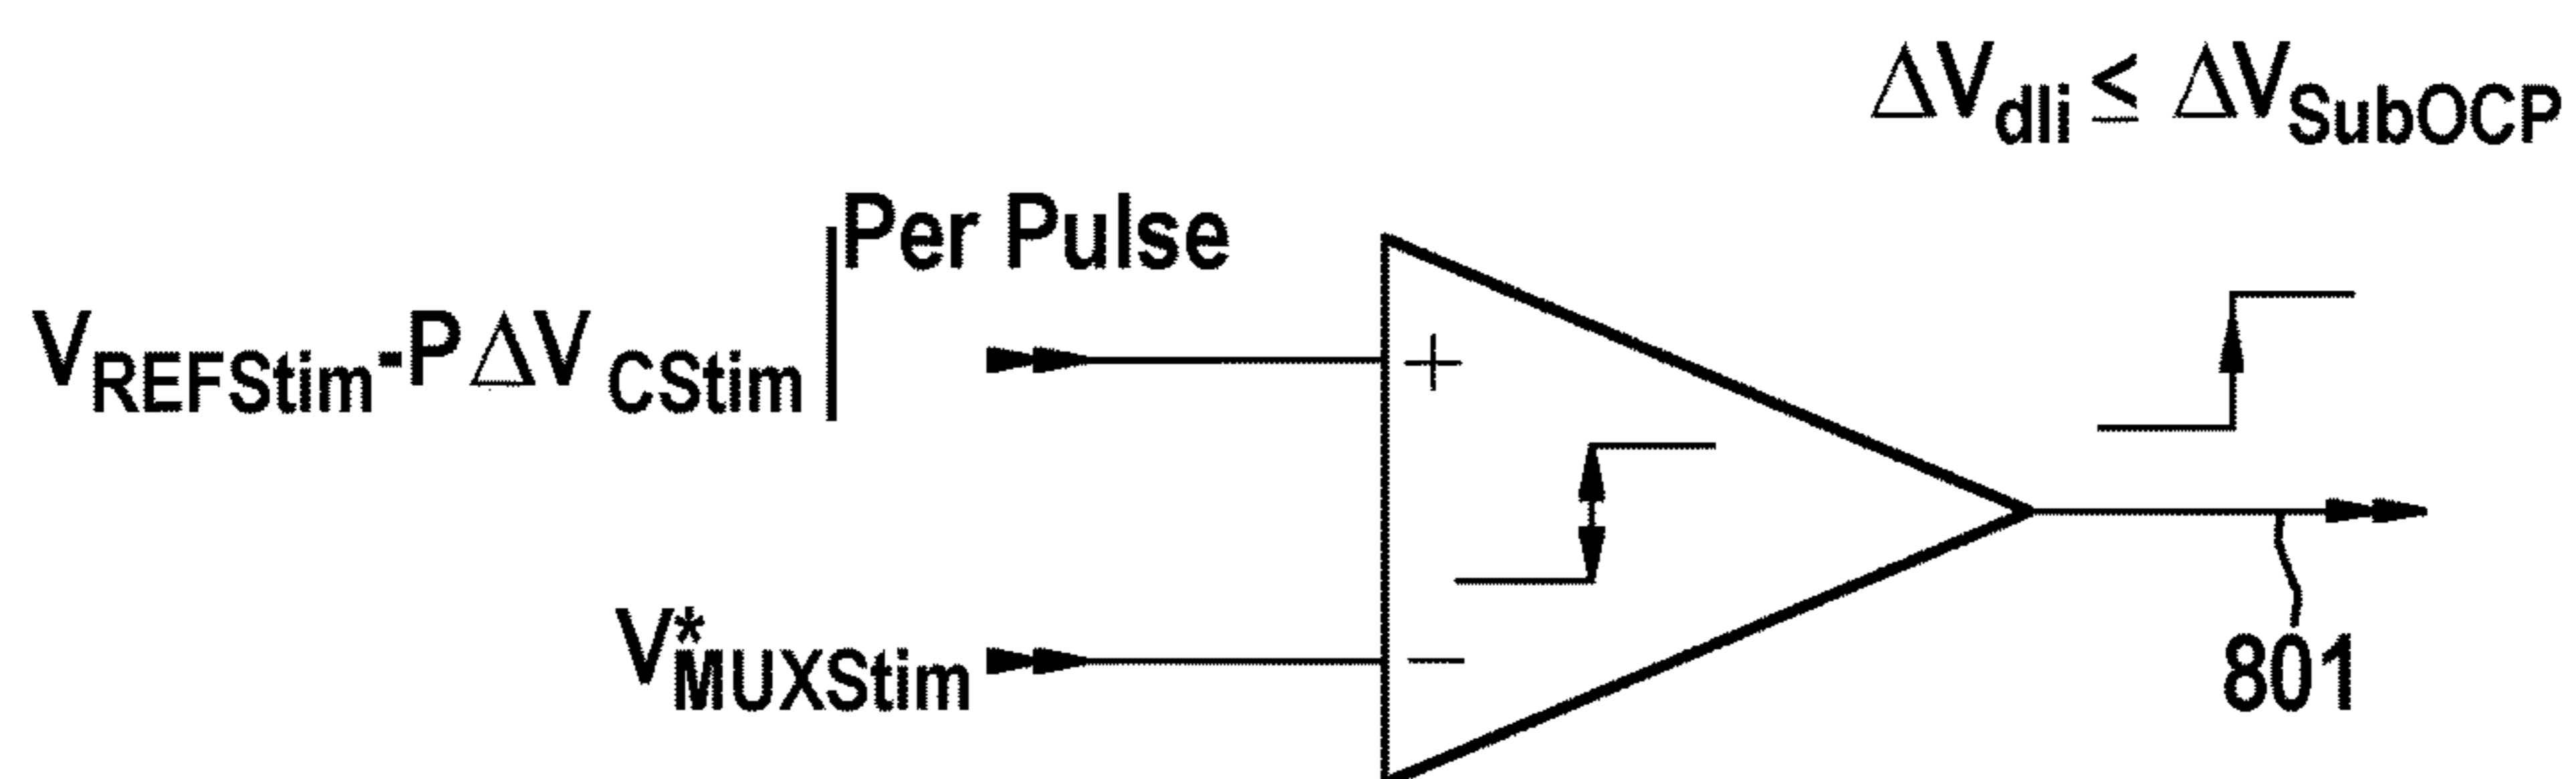 ΔVdli ≤ ΔVSubOCP
Per Pulse
VREFStim-PΔVCStim|
+
V*MUXStim
−
801